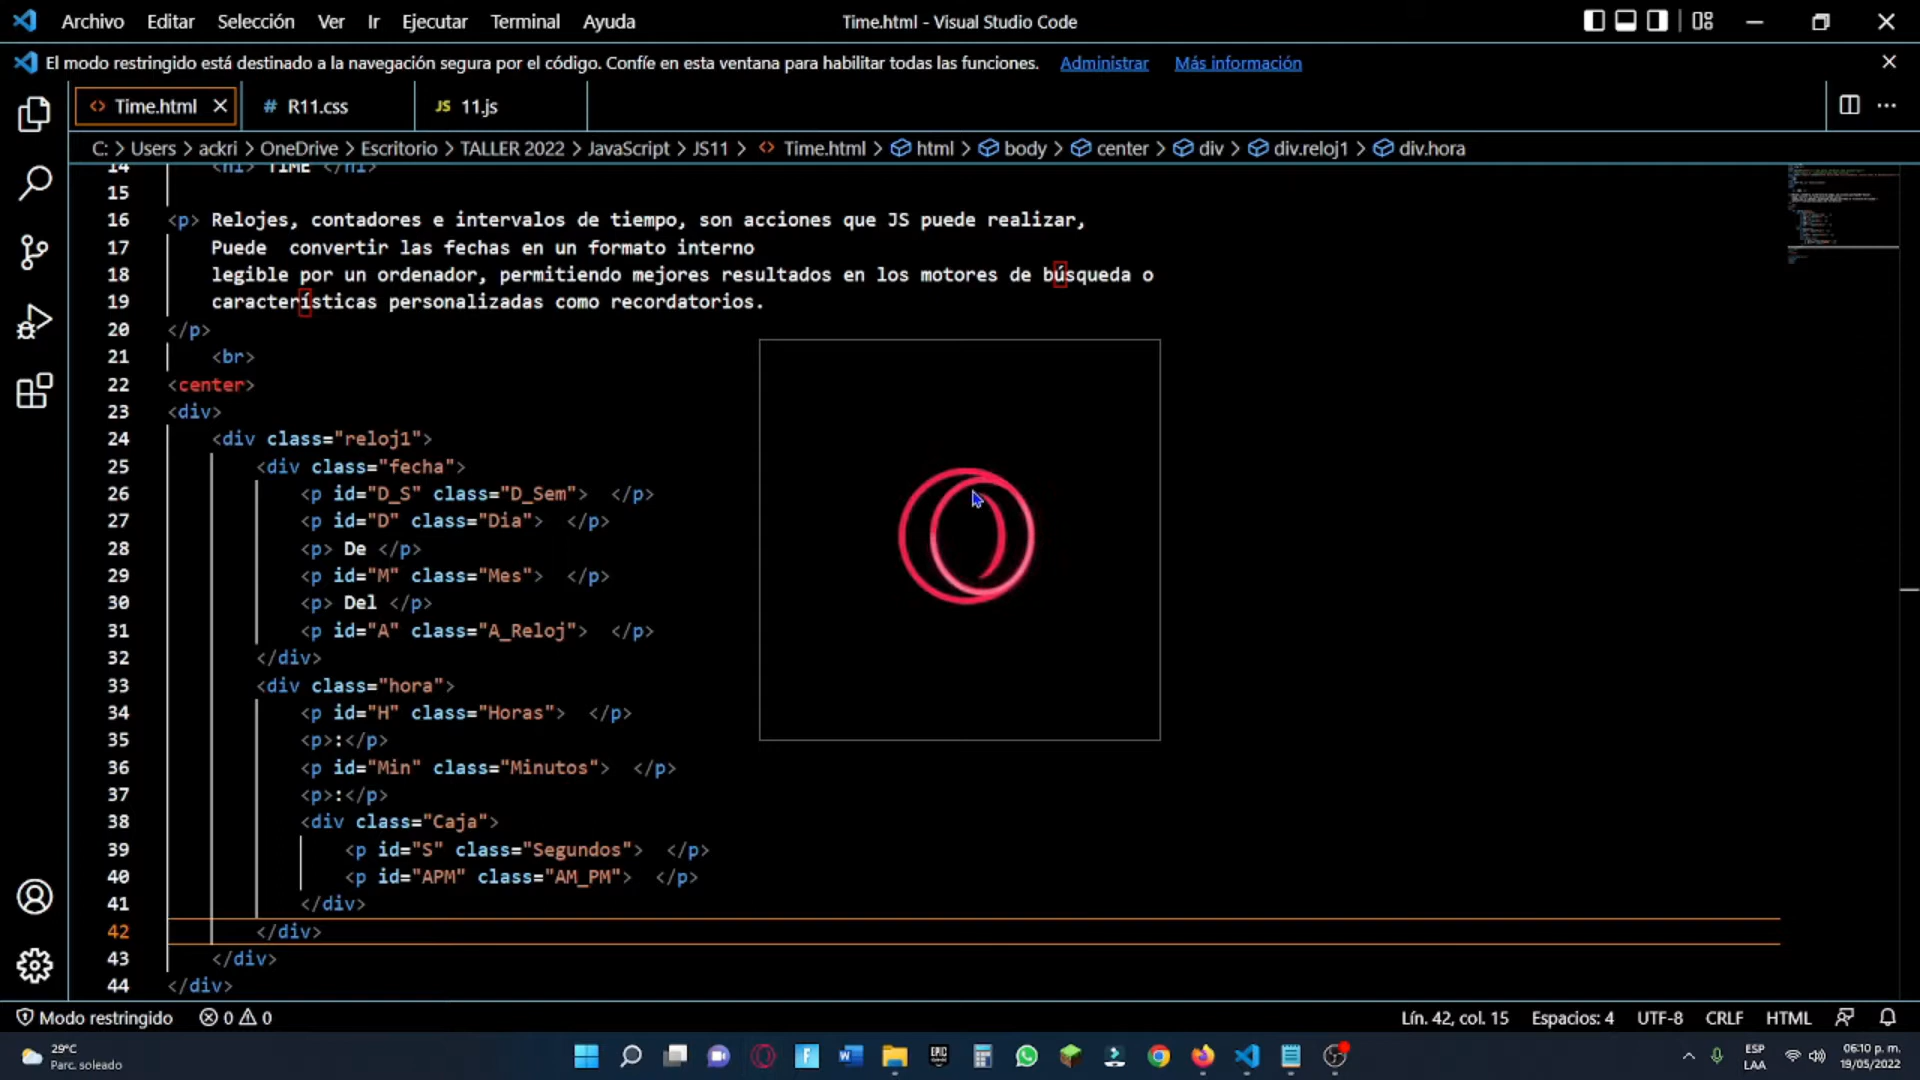 Archivo Editar Selección Ver Ir Ejecutar Terminal Ayuda Time.html - Visual Studio Code
El modo restringido está destinado a la navegación segura por el código. Confíe en esta ventana para habilitar todas las funciones. Administrar Más información
<> Time.html # R11.css JS 11.js
C: > Users > ackri > OneDrive > Escritorio > TALLER 2022 > JavaScript > JS11 > <> Time.html > html > body > center > div > div.reloj1 > div.hora
14 <h1> TIME </h1>
15
16 <p> Relojes, contadores e intervalos de tiempo, son acciones que JS puede realizar,
17 Puede  convertir las fechas en un formato interno
18 legible por un ordenador, permitiendo mejores resultados en los motores de búsqueda o
19 características personalizadas como recordatorios.
20 </p>
21 <br>
22 <center>
23 <div>
24 <div class="reloj1">
25 <div class="fecha">
26 <p id="D_S" class="D_Sem">  </p>
27 <p id="D" class="Dia">  </p>
28 <p> De </p>
29 <p id="M" class="Mes">  </p>
30 <p> Del </p>
31 <p id="A" class="A_Reloj">  </p>
32 </div>
33 <div class="hora">
34 <p id="H" class="Horas">  </p>
35 <p>:</p>
36 <p id="Min" class="Minutos">  </p>
37 <p>:</p>
38 <div class="Caja">
39 <p id="S" class="Segundos">  </p>
40 <p id="APM" class="AM_PM">  </p>
41 </div>
42 </div>
43 </div>
44 </div>
Modo restringido 0 0 Lín. 42, col. 15 Espacios: 4 UTF-8 CRLF HTML
29°C
Parc. soleado
EPIC
ESP
LAA
06:10 p. m.
19/05/2022